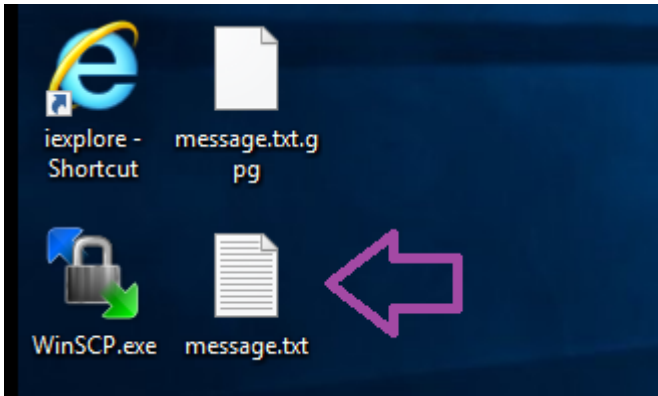 iexplore -
Shortcut
message.txt.g
pg
WinSCP.exe
message.txt